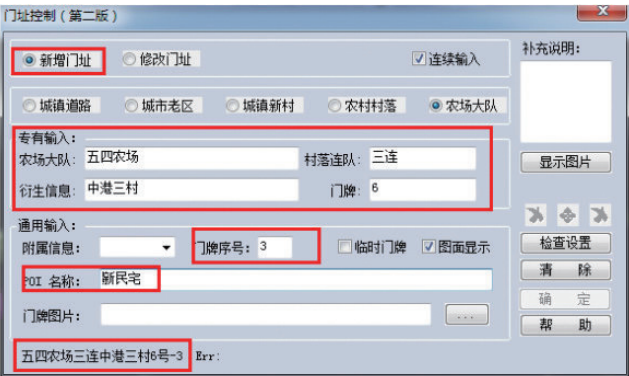 门址控制(第二版)
新增门址 修改门址 连续输入 补充说明:
城镇道路 城市老区 城镇新村 农村村落 农场大队
专有输入:
农场大队: 五四农场 村落连队: 三连 显示图片
衍生信息: 中港三村 门牌: 6
通用输入:
附属信息: 门牌序号: 3 临时门牌 图面显示 检查设置
POI 名称: 新民宅 清 除
门牌图片: ... 确 定
帮 助
五四农场三连中港三村6号-3 Err: